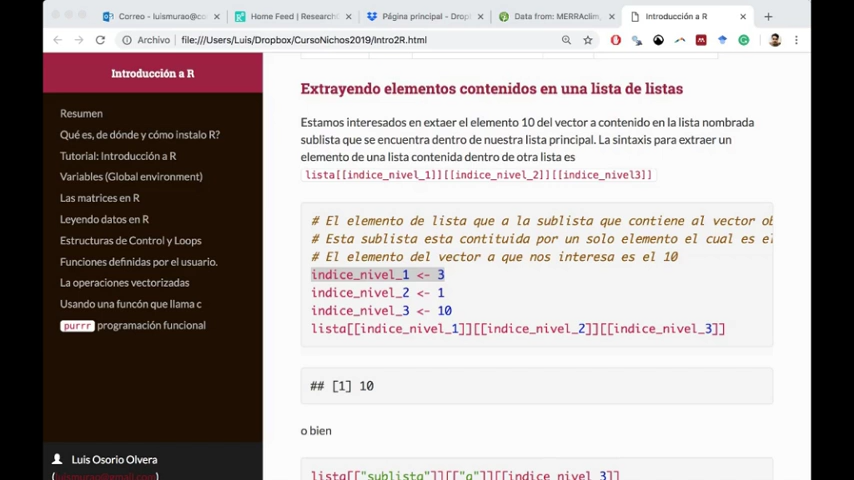 Correo - luismurao@co
Home Feed | Research
Página principal - Drop
Data from: MERRAclim,
Introducción a R
Archivo
file:///Users/Luis/Dropbox/CursoNichos2019/Intro2R.html
Introducción a R
Resumen
Qué es, de dónde y cómo instalo R?
Tutorial: Introducción a R
Variables (Global environment)
Las matrices en R
Leyendo datos en R
Estructuras de Control y Loops
Funciones definidas por el usuario.
La operaciones vectorizadas
Usando una funcón que llama c
purrr programación funcional
Luis Osorio Olvera
Extrayendo elementos contenidos en una lista de listas
Estamos interesados en extaer el elemento 10 del vector a contenido en la lista nombrada
sublista que se encuentra dentro de nuestra lista principal. La sintaxis para extraer un
elemento de una lista contenida dentro de otra lista es
lista[[indice_nivel_1]][[indice_nivel_2]][[indice_nivel3]]
# El elemento de lista que a la sublista que contiene al vector ob
# Esta sublista esta contituida por un solo elemento el cual es el
# El elemento del vector a que nos interesa es el 10
indice_nivel_1 <- 3
indice_nivel_2 <- 1
indice_nivel_3 <- 10
lista[[indice_nivel_1]][[indice_nivel_2]][[indice_nivel_3]]
## [1] 10
o bien
lista[["sublista"]][["a"]][[indice_nivel_3]]